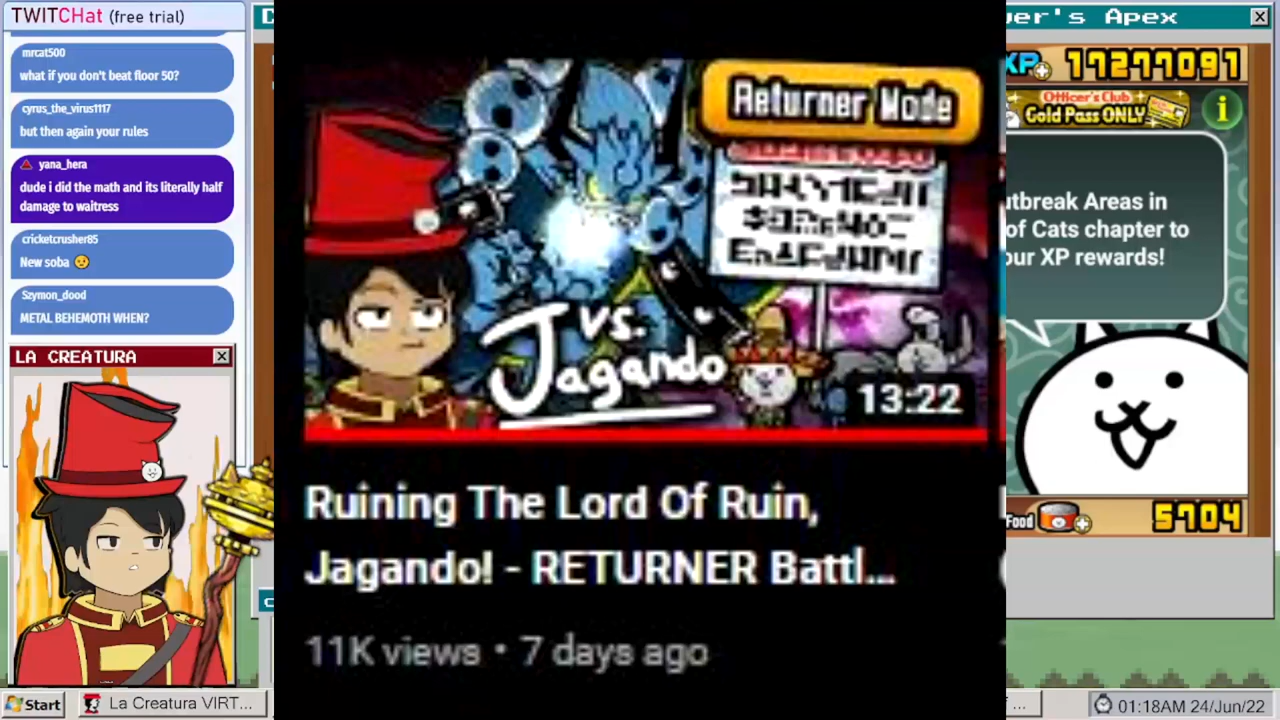 TWITCHat (free trial)
mrcat500
what if you don't beat floor 50?
cyrus_the_virus1117
but then again your rules
yana_hera
dude i did the math and its literally half
damage to waitress
cricketcrusher85
New soba 😟
Szymon_dood
METAL BEHEMOTH WHEN?
LA CREATURA
Returner Mode
vs.
Jagando
13:22
Ruining The Lord Of Ruin,
Jagando! - RETURNER Battl...
11K views • 7 days ago
er's Apex
XP 17277091
Officer's Club
Gold Pass ONLY
i
utbreak Areas in
of Cats chapter to
our XP rewards!
Food 5704
Start
La Creatura VIRT...
...
01:18AM 24/Jun/22